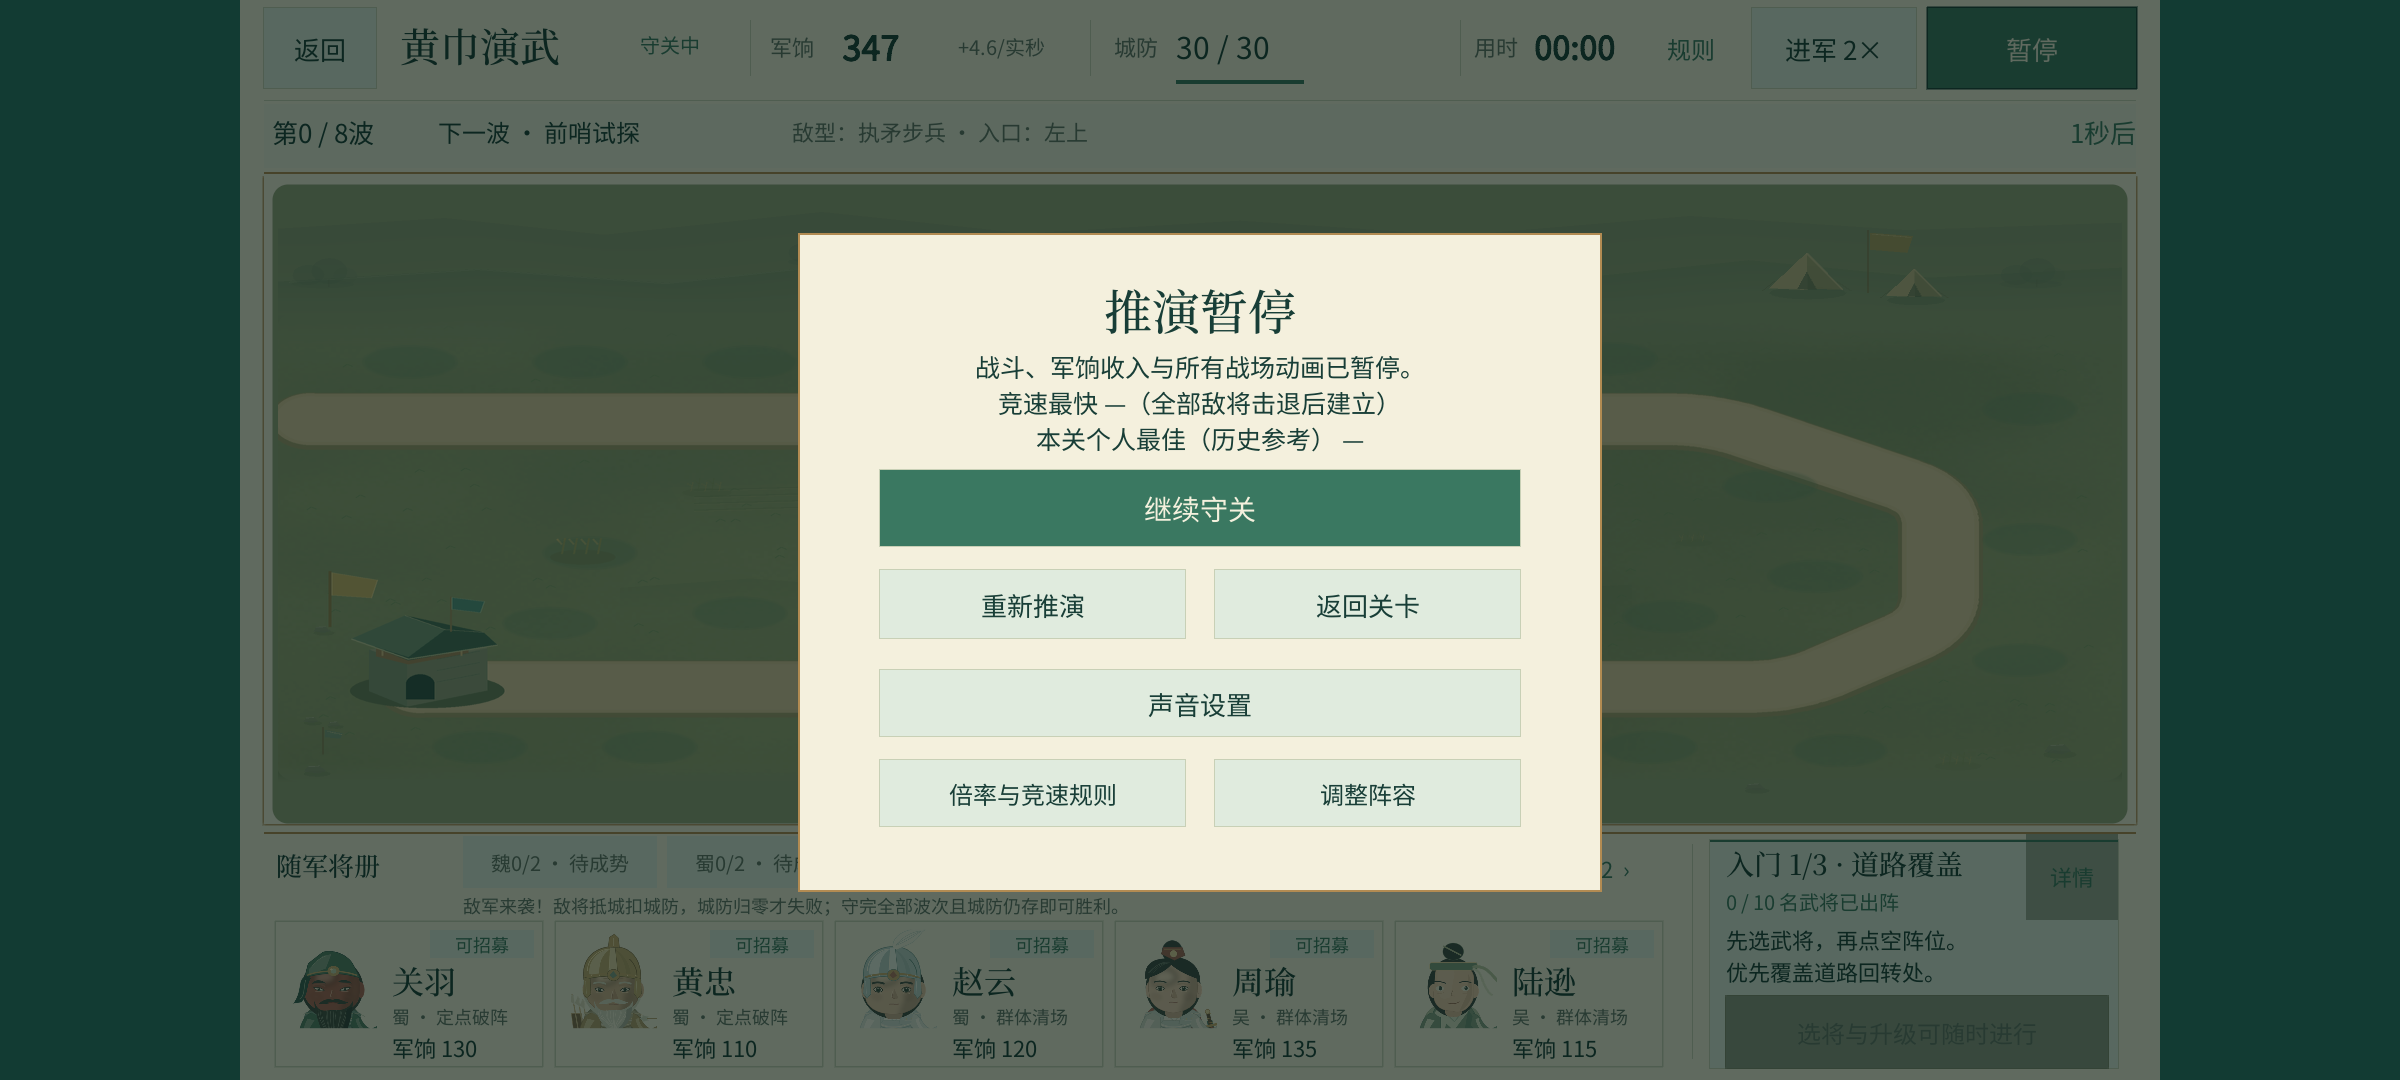 返回
黄巾演武
守关中
军饷 347 +4.6/实秒
城防 30 / 30
用时 00:00
规则
进军 2×
暂停
第0 / 8波
下一波 · 前哨试探
敌型：执矛步兵 · 入口：左上
1秒后
推演暂停
战斗、军饷收入与所有战场动画已暂停。
竞速最快 —（全部敌将击退后建立）
本关个人最佳（历史参考） —
继续守关
重新推演
返回关卡
声音设置
倍率与竞速规则
调整阵容
随军将册
魏0/2 · 待成势
蜀0/2 · 待
2 ›
敌军来袭！敌将抵城扣城防，城防归零才失败；守完全部波次且城防仍存即可胜利。
可招募
关羽
蜀 · 定点破阵
军饷 130
可招募
黄忠
蜀 · 定点破阵
军饷 110
可招募
赵云
蜀 · 群体清场
军饷 120
可招募
周瑜
吴 · 群体清场
军饷 135
可招募
陆逊
吴 · 群体清场
军饷 115
入门 1/3 · 道路覆盖
详情
0 / 10 名武将已出阵
先选武将，再点空阵位。
优先覆盖道路回转处。
选将与升级可随时进行